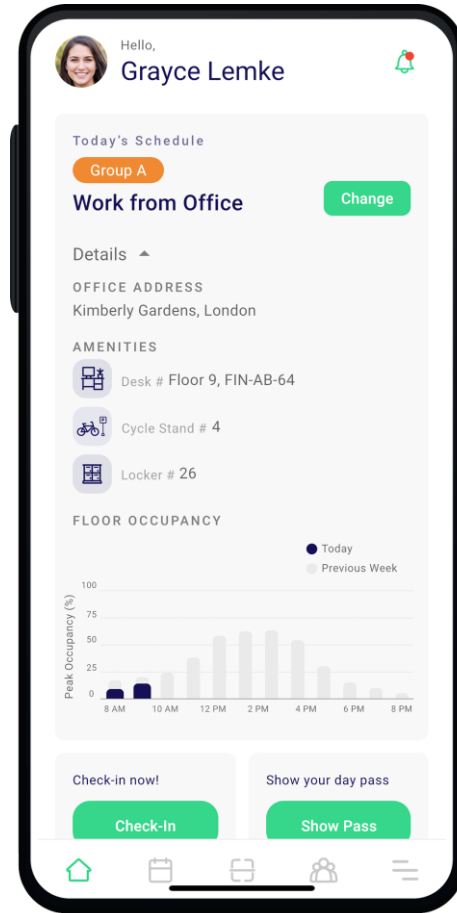 Hello,
Grayce Lemke
Today's Schedule
Group A
Work from Office
Change
Details
OFFICE ADDRESS
Kimberly Gardens, London
AMENITIES
Desk # Floor 9, FIN-AB-64
P
Cycle Stand # 4
Locker # 26
FLOOR OCCUPANCY
Today
Previous Week
Peak Occupancy (%)
100
75
50
25
0
8 AM 10 AM 12 PM 2 PM 4 PM 6 PM 8 PM
Check-in now!
Check-In
Show your day pass
Show Pass